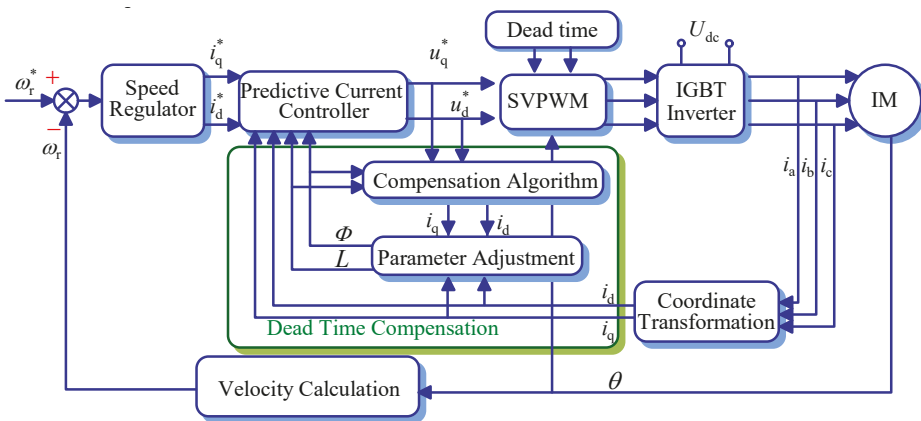 Dead time
U_dc
i_q^*
u_q^*
ω_r^* +
Speed
Regulator
Predictive Current
Controller
SVPWM
IGBT
Inverter
IM
i_d^*
u_d^*
−
ω_r
i_a i_b i_c
Compensation Algorithm
i_q i_d
Φ
L
Parameter Adjustment
i_d
Coordinate
Transformation
i_q
Dead Time Compensation
Velocity Calculation
θ